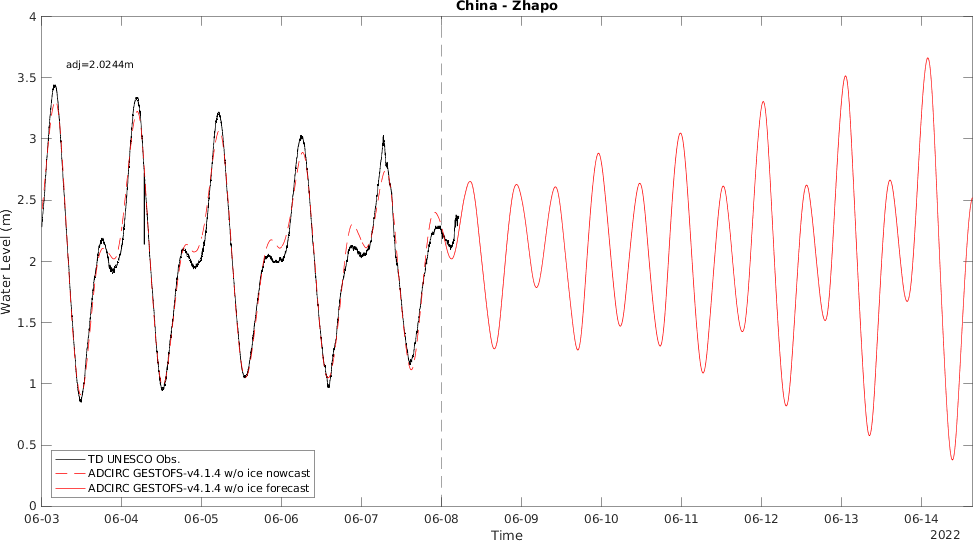 China - Zhapo
adj=2.0244m
4
3.5
3
2.5
2
1.5
1
0.5
0
Water Level (m)
TD UNESCO Obs.
ADCIRC GESTOFS-v4.1.4 w/o ice nowcast
ADCIRC GESTOFS-v4.1.4 w/o ice forecast
06-03 06-04 06-05 06-06 06-07 06-08 06-09 06-10 06-11 06-12 06-13 06-14
2022
Time